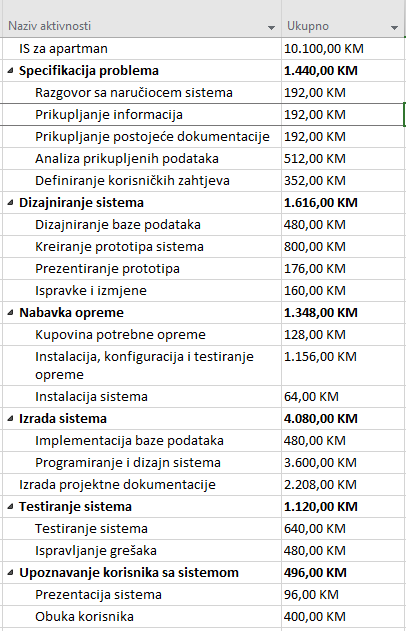 Naziv aktivnosti Ukupno
IS za apartman 10.100,00 KM
Specifikacija problema 1.440,00 KM
Razgovor sa naručiocem sistema 192,00 KM
Prikupljanje informacija 192,00 KM
Prikupljanje postojeće dokumentacije 192,00 KM
Analiza prikupljenih podataka 512,00 KM
Definiranje korisničkih zahtjeva 352,00 KM
Dizajniranje sistema 1.616,00 KM
Dizajniranje baze podataka 480,00 KM
Kreiranje prototipa sistema 800,00 KM
Prezentiranje prototipa 176,00 KM
Ispravke i izmjene 160,00 KM
Nabavka opreme 1.348,00 KM
Kupovina potrebne opreme 128,00 KM
Instalacija, konfiguracija i testiranje 1.156,00 KM
opreme
Instalacija sistema 64,00 KM
Izrada sistema 4.080,00 KM
Implementacija baze podataka 480,00 KM
Programiranje i dizajn sistema 3.600,00 KM
Izrada projektne dokumentacije 2.208,00 KM
Testiranje sistema 1.120,00 KM
Testiranje sistema 640,00 KM
Ispravljanje grešaka 480,00 KM
Upoznavanje korisnika sa sistemom 496,00 KM
Prezentacija sistema 96,00 KM
Obuka korisnika 400,00 KM